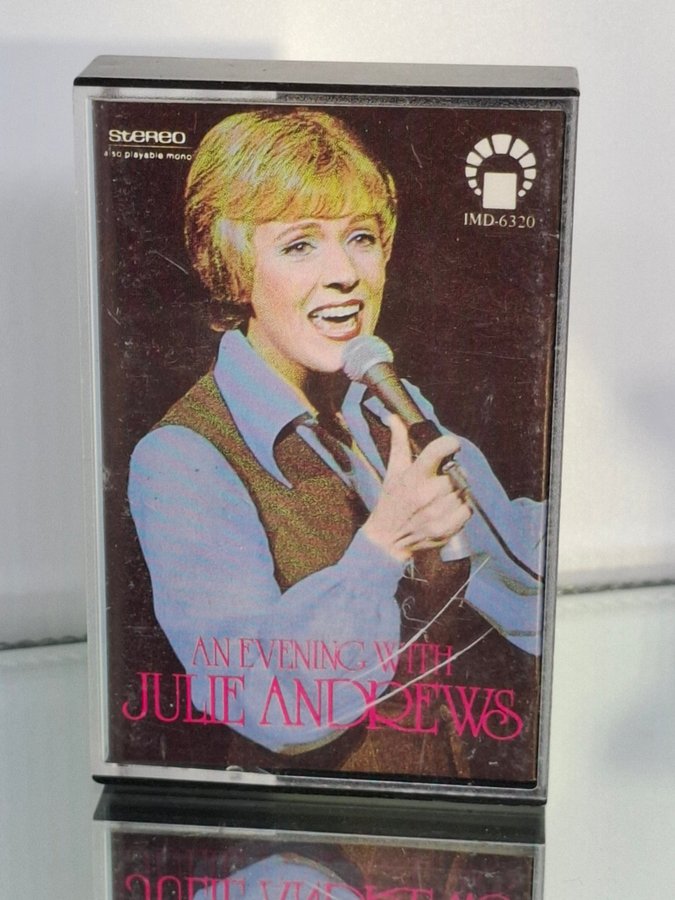 STEREO
also playable mono
IMD-6320
AN EVENING WITH
JULIE ANDREWS